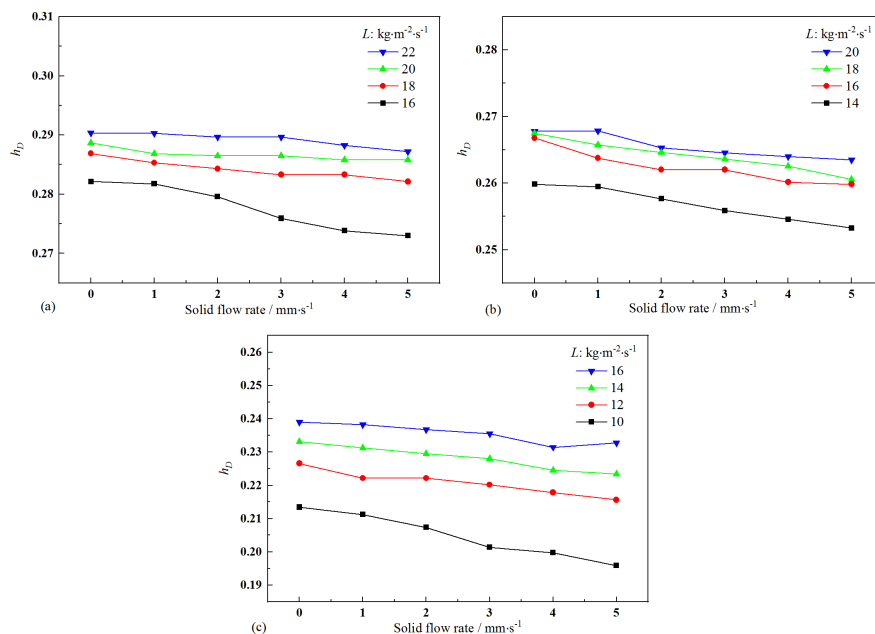 0.31
0.30
0.29
0.28
0.27
h_D
L: kg·m⁻²·s⁻¹
22
20
18
16
0 1 2 3 4 5
(a) Solid flow rate / mm·s⁻¹
0.28
0.27
0.26
0.25
h_D
L: kg·m⁻²·s⁻¹
20
18
16
14
0 1 2 3 4 5
(b) Solid flow rate / mm·s⁻¹
0.26
0.25
0.24
0.23
0.22
0.21
0.20
0.19
h_D
L: kg·m⁻²·s⁻¹
16
14
12
10
0 1 2 3 4 5
(c) Solid flow rate / mm·s⁻¹